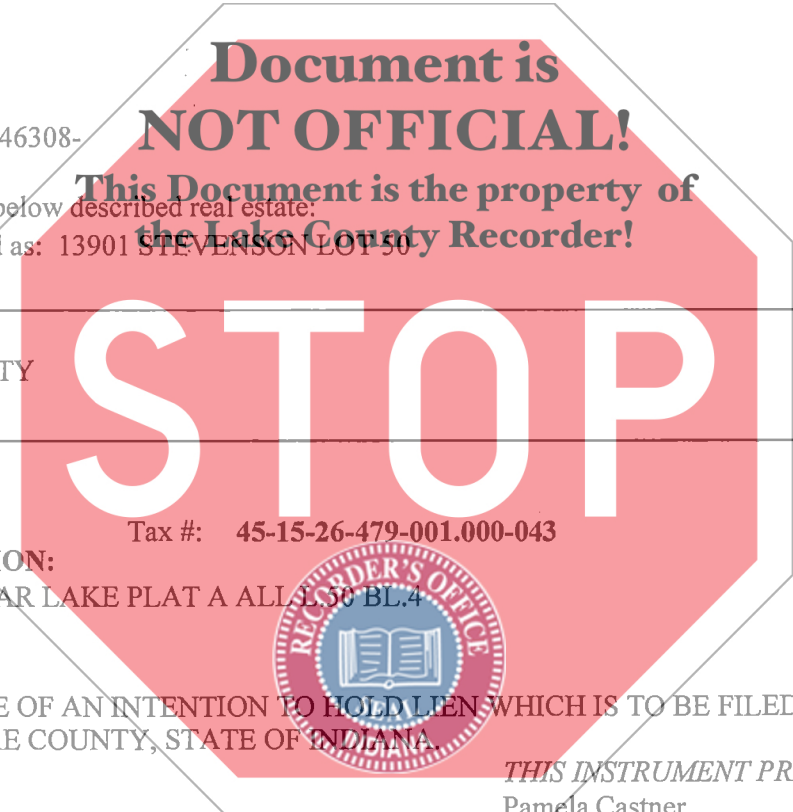 Document is
NOT OFFICIAL!
46308-
This Document is the property of
below described real estate:
the Lake County Recorder!
as: 13901 STEVENSON LOT 50
STOP
TY
Tax #: 45-15-26-479-001.000-043
ION:
AR LAKE PLAT A ALL L.50 BL.4
RECORDER'S OFFICE
E OF AN INTENTION TO HOLD LIEN WHICH IS TO BE FILED
E COUNTY, STATE OF INDIANA.
INDIANA
THIS INSTRUMENT PR
Pamela Castner